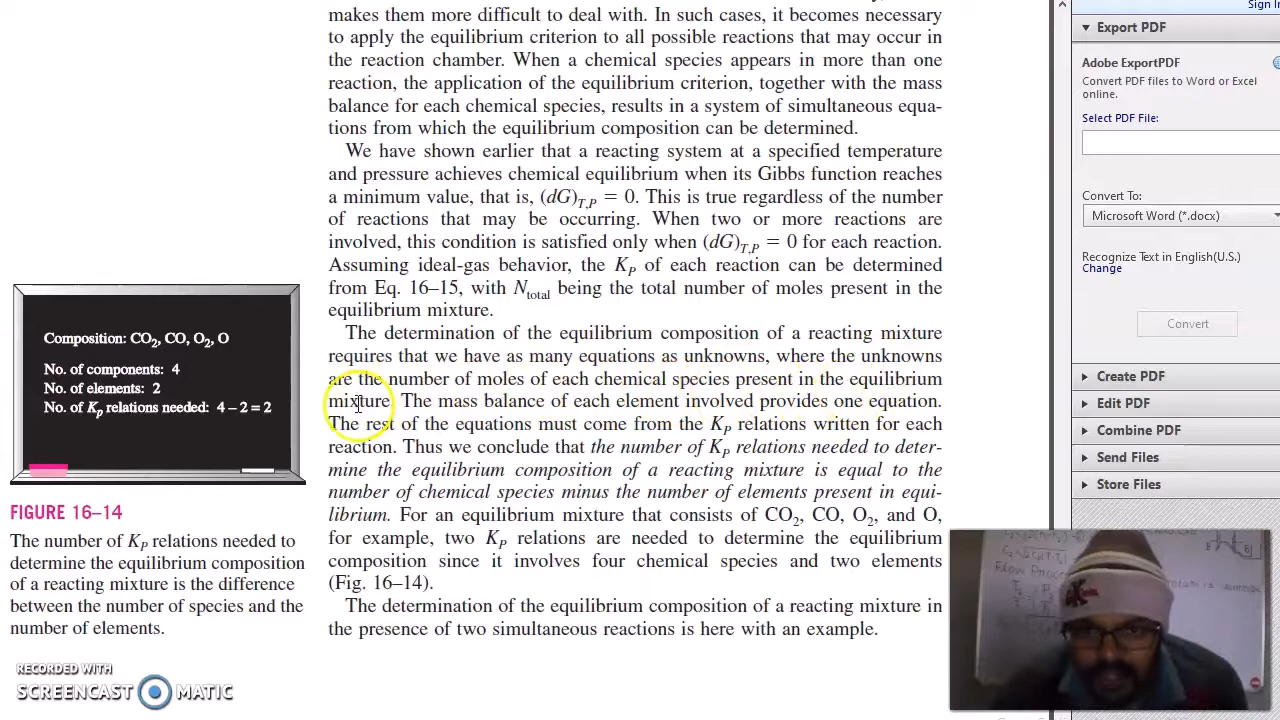 makes them more difficult to deal with. In such cases, it becomes necessary
to apply the equilibrium criterion to all possible reactions that may occur in
the reaction chamber. When a chemical species appears in more than one
reaction, the application of the equilibrium criterion, together with the mass
balance for each chemical species, results in a system of simultaneous equa-
tions from which the equilibrium composition can be determined.
We have shown earlier that a reacting system at a specified temperature
and pressure achieves chemical equilibrium when its Gibbs function reaches
a minimum value, that is, (dG)T,P = 0. This is true regardless of the number
of reactions that may be occurring. When two or more reactions are
involved, this condition is satisfied only when (dG)T,P = 0 for each reaction.
Assuming ideal-gas behavior, the KP of each reaction can be determined
from Eq. 16–15, with Ntotal being the total number of moles present in the
equilibrium mixture.
The determination of the equilibrium composition of a reacting mixture
requires that we have as many equations as unknowns, where the unknowns
are the number of moles of each chemical species present in the equilibrium
mixture. The mass balance of each element involved provides one equation.
The rest of the equations must come from the KP relations written for each
reaction. Thus we conclude that the number of KP relations needed to deter-
mine the equilibrium composition of a reacting mixture is equal to the
number of chemical species minus the number of elements present in equi-
librium. For an equilibrium mixture that consists of CO2, CO, O2, and O,
for example, two KP relations are needed to determine the equilibrium
composition since it involves four chemical species and two elements
(Fig. 16–14).
The determination of the equilibrium composition of a reacting mixture in
the presence of two simultaneous reactions is here with an example.
Composition: CO2, CO, O2, O
No. of components: 4
No. of elements: 2
No. of KP relations needed: 4 – 2 = 2
FIGURE 16–14
The number of KP relations needed to
determine the equilibrium composition
of a reacting mixture is the difference
between the number of species and the
number of elements.
RECORDED WITH
SCREENCAST MATIC
Sign In
Export PDF
Adobe ExportPDF
Convert PDF files to Word or Excel
online.
Select PDF File:
Convert To:
Microsoft Word (*.docx)
Recognize Text in English(U.S.)
Change
Convert
Create PDF
Edit PDF
Combine PDF
Send Files
Store Files